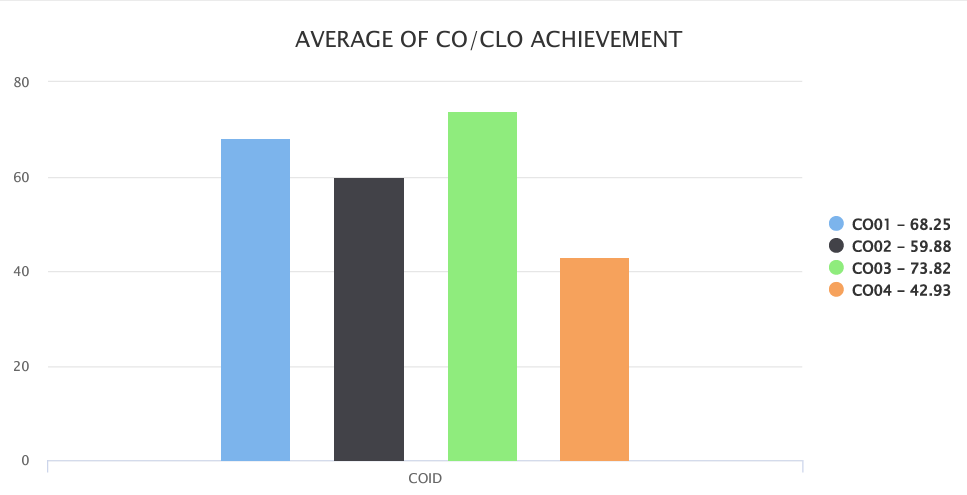 AVERAGE OF CO/CLO ACHIEVEMENT
80
60
40
20
0
COID
CO01 - 68.25
CO02 - 59.88
CO03 - 73.82
CO04 - 42.93